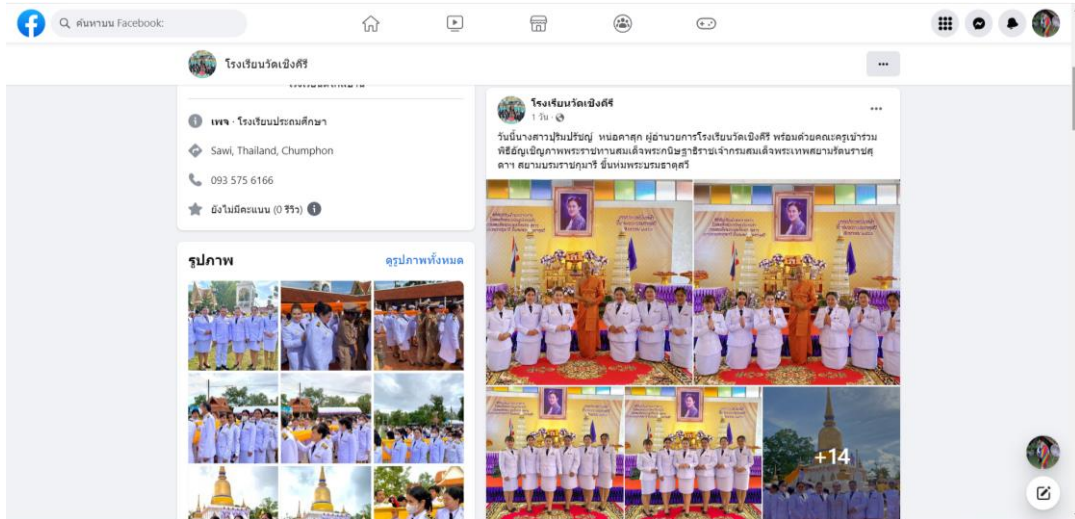 ค้นหาบน Facebook:
โรงเรียนวัดเชิงคีรี
เพจ · โรงเรียนประถมศึกษา
Sawi, Thailand, Chumphon
093 575 6166
ยังไม่มีคะแนน (0 รีวิว)
รูปภาพ
ดูรูปภาพทั้งหมด
โรงเรียนวัดเชิงคีรี
1 วัน ·
วันนี้นางสาวปุริมปรัชญ์ หน่อคาสุก ผู้อำนวยการโรงเรียนวัดเชิงคีรี พร้อมด้วยคณะครูเข้าร่วม
พิธีอัญเชิญภาพพระราชทานสมเด็จพระกนิษฐาธิราชเจ้ากรมสมเด็จพระเทพรัตนราชสุ
ดาฯ สยามบรมราชกุมารี ขึ้นห่มพระบรมธาตุสวี
+14